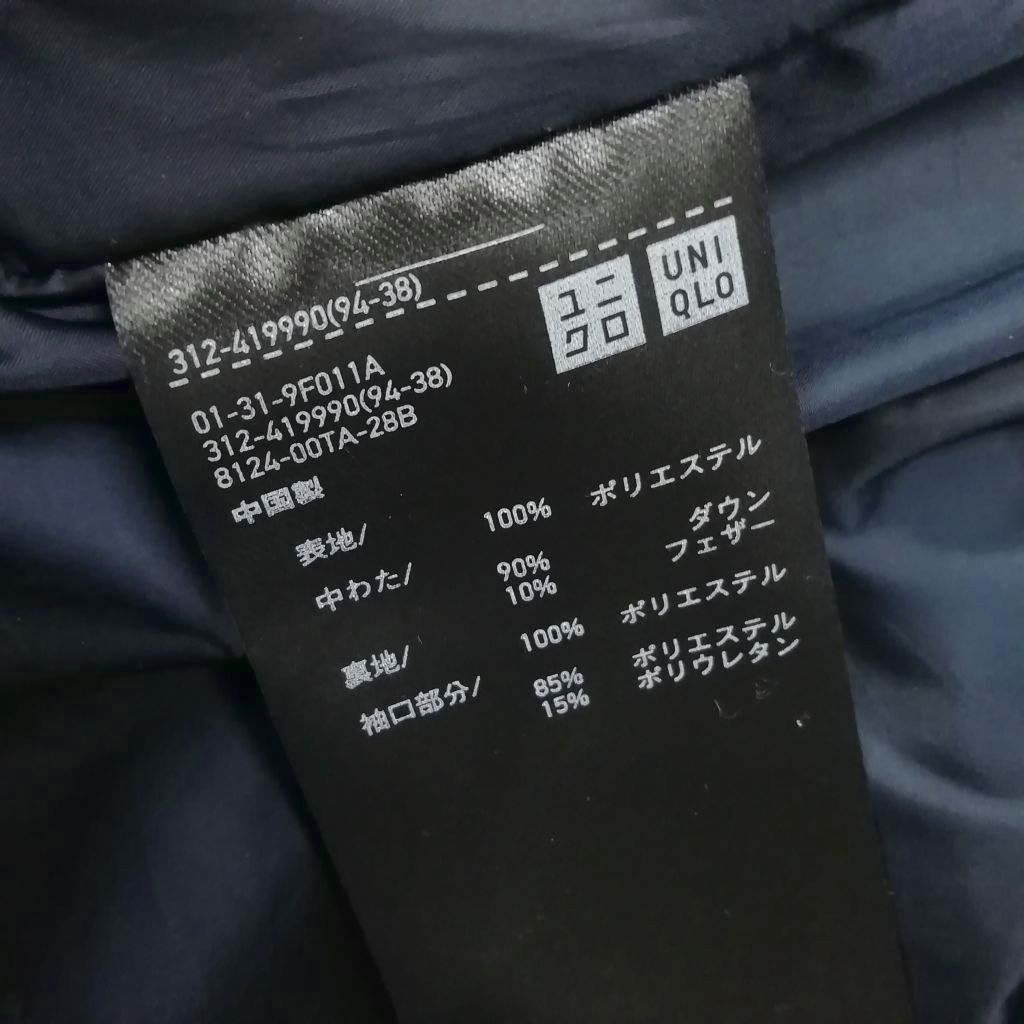 312-419990(94-38)
ユニ
クロ
UNI
QLO
01-31-9F011A
312-419990(94-38)
8124-00TA-28B
中国製
表地/ 100% ポリエステル
中わた/ 90% ダウン
10% フェザー
裏地/ 100% ポリエステル
袖口部分/ 85% ポリエステル
15% ポリウレタン